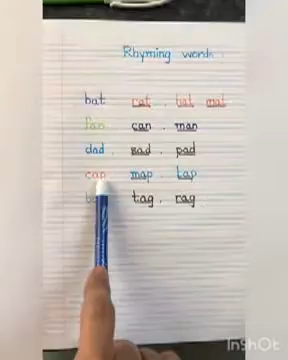 Rhyming words.
bat cat . hat mat
fan can . man
dad . sad . pad
cap map . tap
tag . rag
InShOt